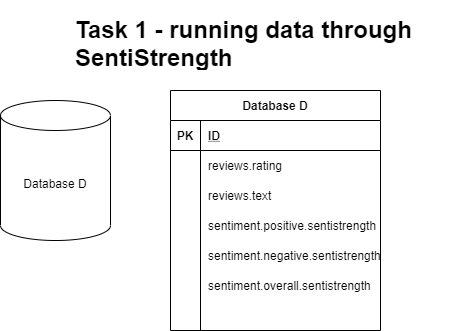 Task 1 - running data through
SentiStrength
Database D
Database D
PK ID
reviews.rating
reviews.text
sentiment.positive.sentistrength
sentiment.negative.sentistrength
sentiment.overall.sentistrength